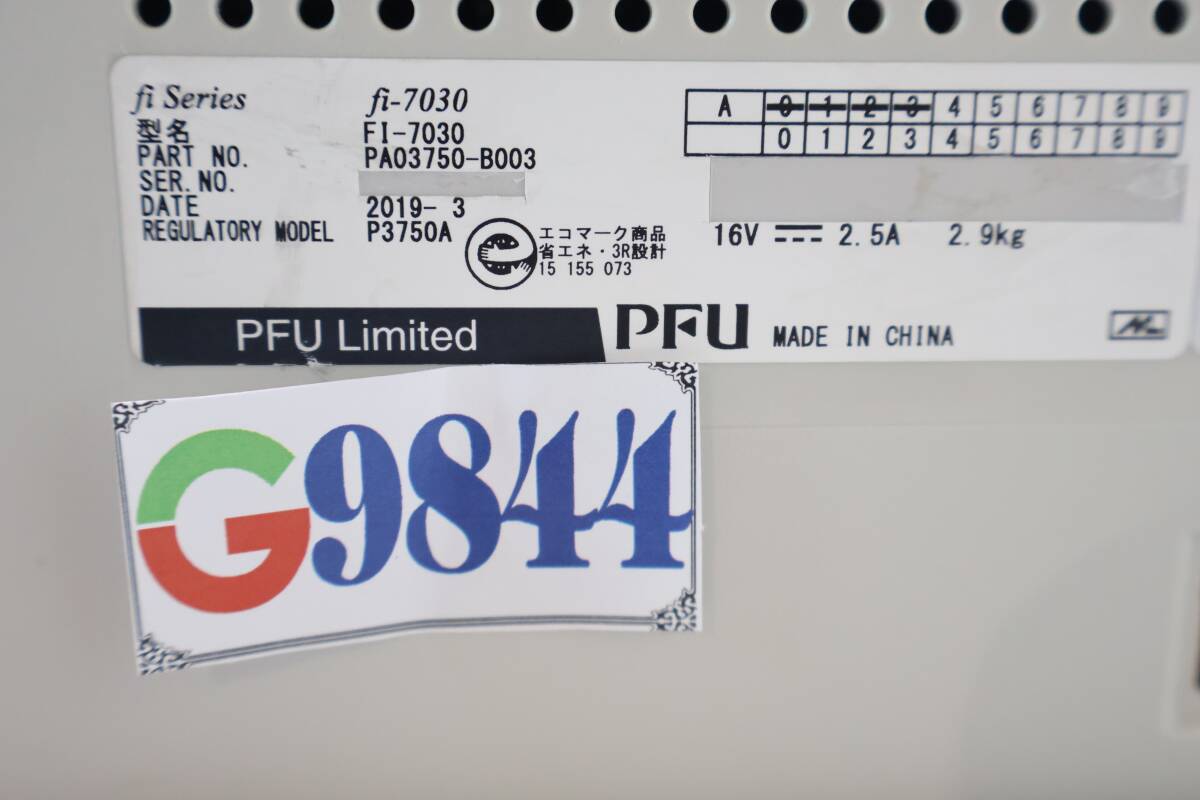 fi Series fi-7030
型名 FI-7030
PART NO. PA03750-B003
SER. NO.
DATE 2019- 3
REGULATORY MODEL P3750A
A 0 1 2 3 4 5 6 7 8 9
0 1 2 3 4 5 6 7 8 9
エコマーク商品
省エネ・3R設計
15 155 073
16V 2.5A 2.9kg
PFU Limited
PFU MADE IN CHINA
G9844